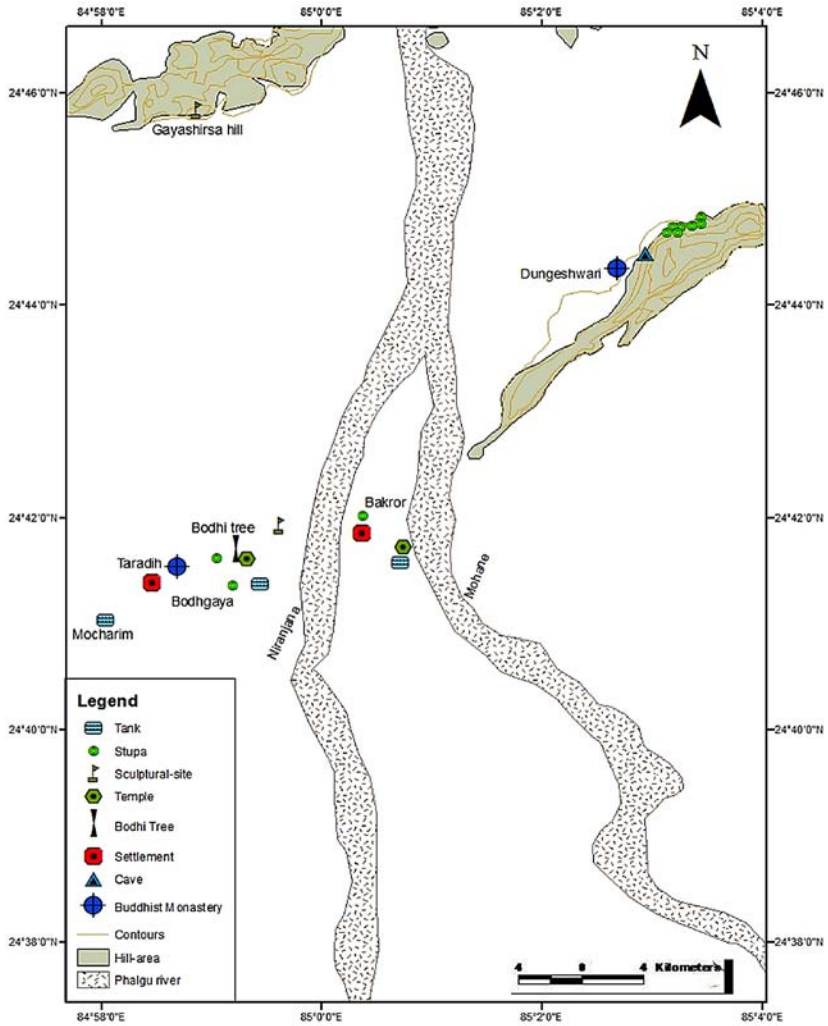 84°58'0"E 85°0'0"E 85°2'0"E 85°4'0"E
N
24°46'0"N 24°46'0"N
Gayashirsa hill
Dungeshwari
24°44'0"N 24°44'0"N
24°42'0"N 24°42'0"N
Bakror
Bodhi tree
Taradih
Bodhgaya
Mocharim
Niranjana
Mohane
24°40'0"N 24°40'0"N
24°38'0"N 24°38'0"N
Legend
Tank
Stupa
Sculptural-site
Temple
Bodhi Tree
Settlement
Cave
Buddhist Monastery
Contours
Hill-area
Phalgu river
4 0 4 Kilometers
84°58'0"E 85°0'0"E 85°2'0"E 85°4'0"E